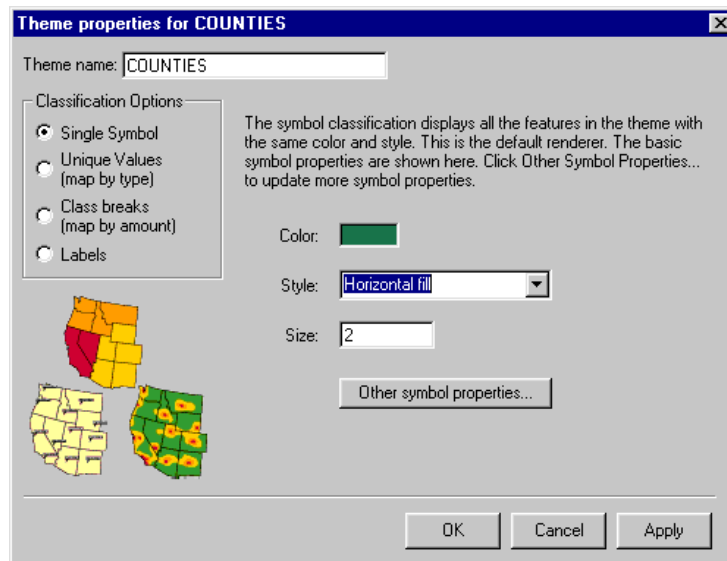 Theme properties for COUNTIES
Theme name: COUNTIES
Classification Options
Single Symbol
Unique Values
(map by type)
Class breaks
(map by amount)
Labels
The symbol classification displays all the features in the theme with
the same color and style. This is the default renderer. The basic
symbol properties are shown here. Click Other Symbol Properties...
to update more symbol properties.
Color:
Style: Horizontal fill
Size: 2
Other symbol properties...
OK Cancel Apply